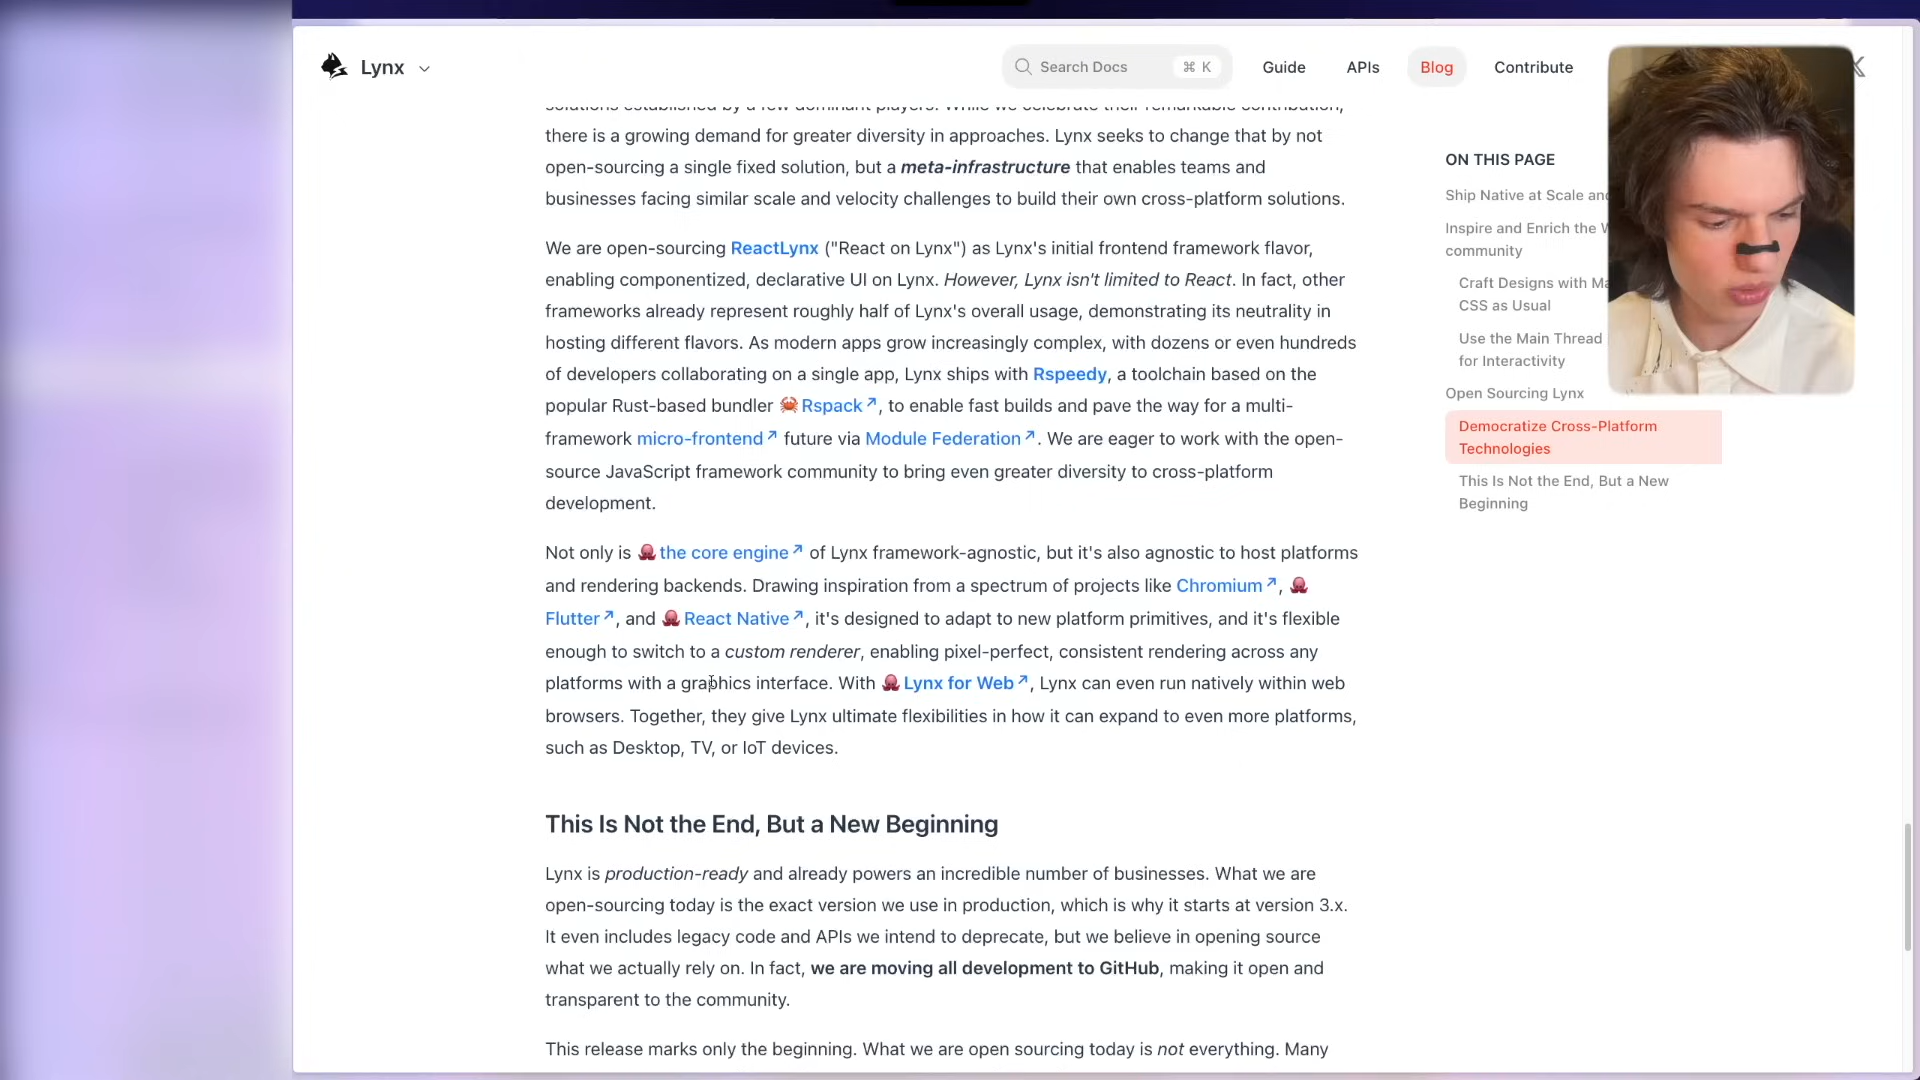 Lynx
Search Docs ⌘ K
Guide
APIs
Blog
Contribute
solutions established by a few dominant players. While we celebrate their remarkable contribution,
there is a growing demand for greater diversity in approaches. Lynx seeks to change that by not
open-sourcing a single fixed solution, but a meta-infrastructure that enables teams and
businesses facing similar scale and velocity challenges to build their own cross-platform solutions.
We are open-sourcing ReactLynx ("React on Lynx") as Lynx's initial frontend framework flavor,
enabling componentized, declarative UI on Lynx. However, Lynx isn't limited to React. In fact, other
frameworks already represent roughly half of Lynx's overall usage, demonstrating its neutrality in
hosting different flavors. As modern apps grow increasingly complex, with dozens or even hundreds
of developers collaborating on a single app, Lynx ships with Rspeedy, a toolchain based on the
popular Rust-based bundler 🦀 Rspack↗, to enable fast builds and pave the way for a multi-
framework micro-frontend↗ future via Module Federation↗. We are eager to work with the open-
source JavaScript framework community to bring even greater diversity to cross-platform
development.
Not only is 🐙 the core engine↗ of Lynx framework-agnostic, but it's also agnostic to host platforms
and rendering backends. Drawing inspiration from a spectrum of projects like Chromium↗, 🐙
Flutter↗, and 🐙 React Native↗, it's designed to adapt to new platform primitives, and it's flexible
enough to switch to a custom renderer, enabling pixel-perfect, consistent rendering across any
platforms with a graphics interface. With 🐙 Lynx for Web↗, Lynx can even run natively within web
browsers. Together, they give Lynx ultimate flexibilities in how it can expand to even more platforms,
such as Desktop, TV, or IoT devices.
This Is Not the End, But a New Beginning
Lynx is production-ready and already powers an incredible number of businesses. What we are
open-sourcing today is the exact version we use in production, which is why it starts at version 3.x.
It even includes legacy code and APIs we intend to deprecate, but we believe in opening source
what we actually rely on. In fact, we are moving all development to GitHub, making it open and
transparent to the community.
This release marks only the beginning. What we are open sourcing today is not everything. Many
ON THIS PAGE
Ship Native at Scale
Inspire and Enrich the
community
Craft Designs with
CSS as Usual
Use the Main Thread
for Interactivity
Open Sourcing Lynx
Democratize Cross-Platform
Technologies
This Is Not the End, But a New
Beginning